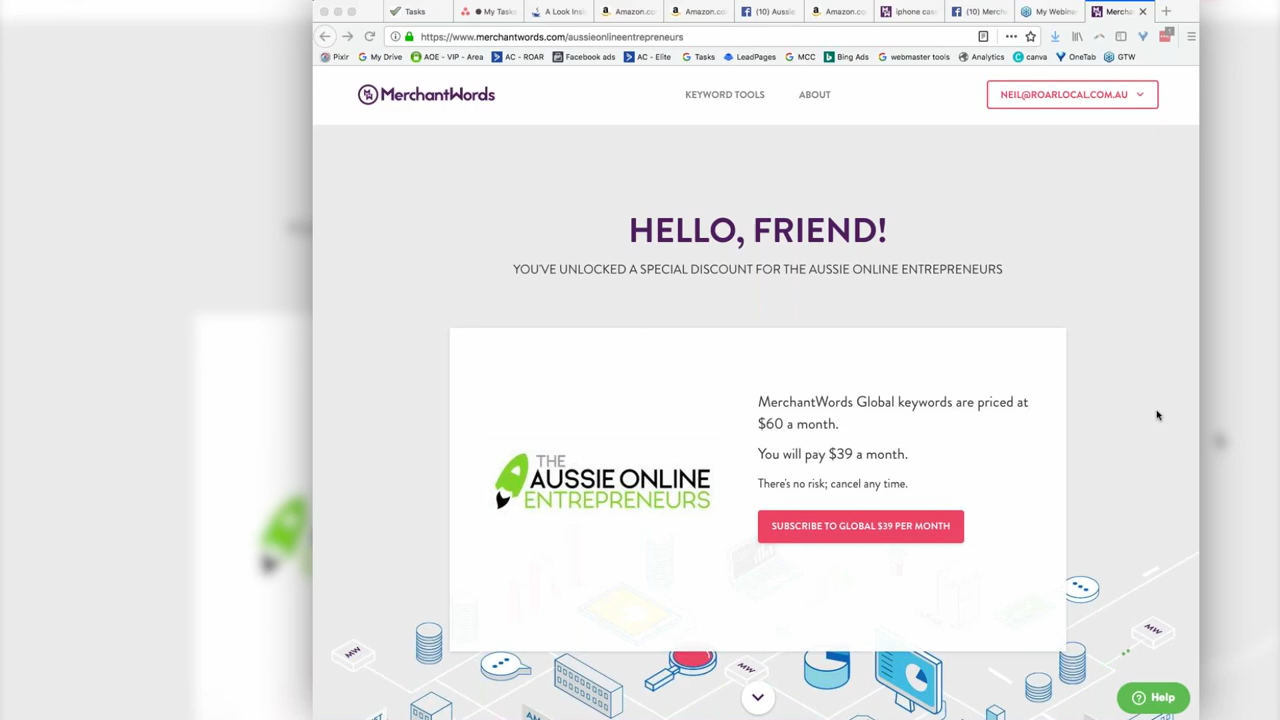 Tasks
My Task
A Look Insi
Amazon.co
Amazon.co
(10) Aussie
Amazon.co
iphone cas
(10) Merch
My Webina
Merch
https://www.merchantwords.com/aussieonlineentrepreneurs
Pixlr
My Drive
AOE - VIP - Area
AC - ROAR
Facebook ads
AC - Elite
Tasks
LeadPages
MCC
Bing Ads
webmaster tools
Analytics
canva
OneTab
GTW
MerchantWords
KEYWORD TOOLS
ABOUT
NEIL@ROARLOCAL.COM.AU
HELLO, FRIEND!
YOU'VE UNLOCKED A SPECIAL DISCOUNT FOR THE AUSSIE ONLINE ENTREPRENEURS
THE
AUSSIE ONLINE
ENTREPRENEURS
MerchantWords Global keywords are priced at
$60 a month.
You will pay $39 a month.
There's no risk; cancel any time.
SUBSCRIBE TO GLOBAL $39 PER MONTH
MW
MW
MW
Help